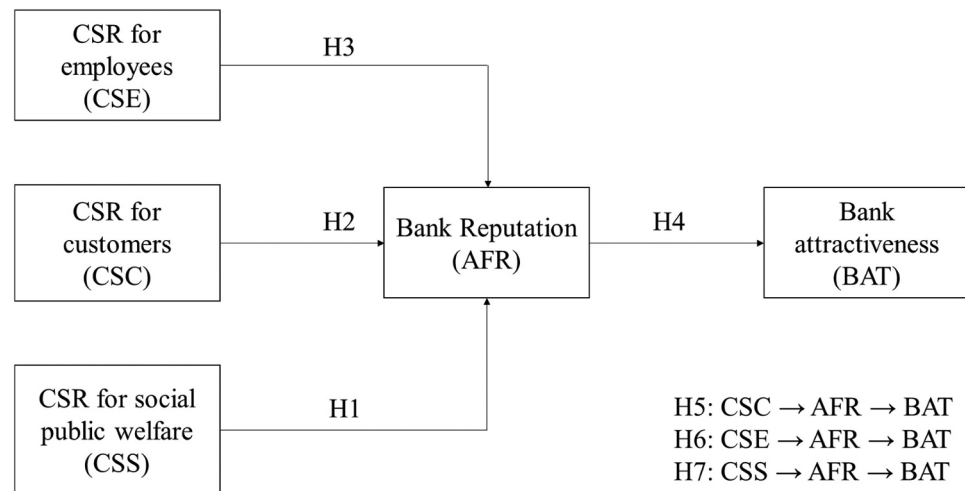 CSR for
employees
(CSE)
H3
CSR for
customers
(CSC)
H2
Bank Reputation
(AFR)
H4
Bank
attractiveness
(BAT)
CSR for social
public welfare
(CSS)
H1
H5: CSC → AFR → BAT
H6: CSE → AFR → BAT
H7: CSS → AFR → BAT